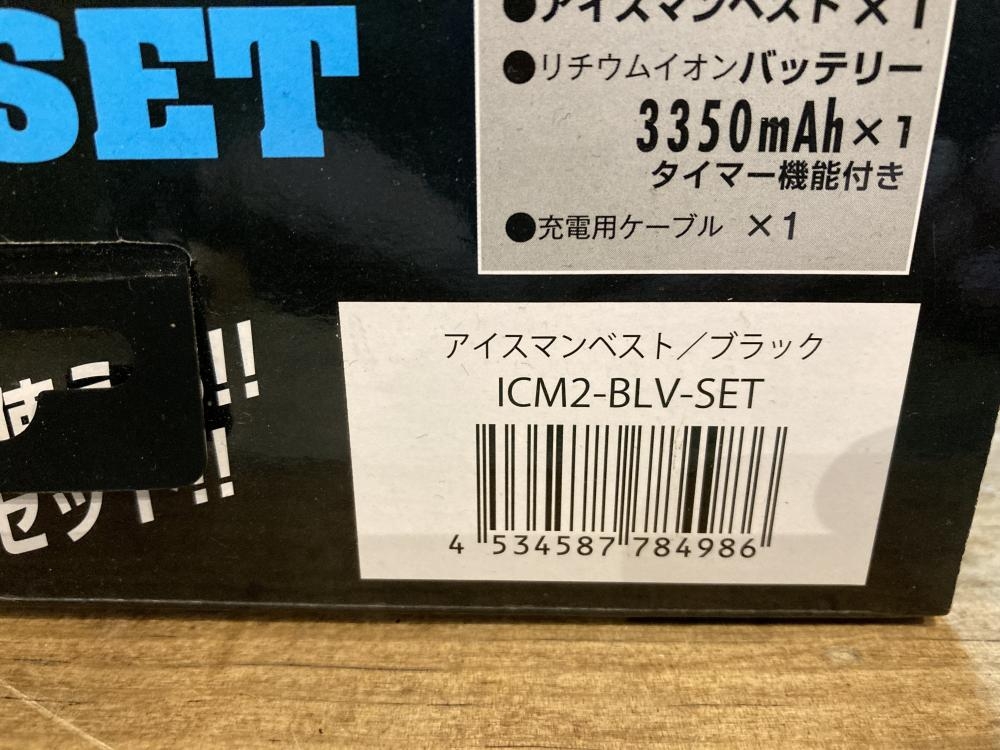 SET
●アイスマンベスト×1
●リチウムイオンバッテリー
3350mAh×1
タイマー機能付き
●充電用ケーブル ×1
!!
セット!!
アイスマンベスト／ブラック
ICM2-BLV-SET
4 534587 784986